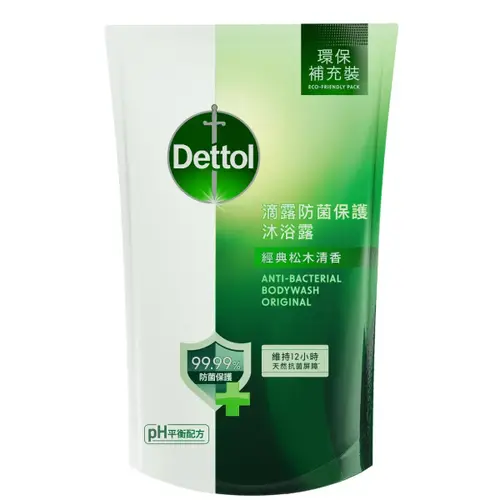 環保
補充裝
ECO-FRIENDLY PACK
Dettol
滴露防菌保護
沐浴露
經典松木清香
ANTI-BACTERIAL
BODYWASH
ORIGINAL
99.99%
防菌保護
維持12小時
天然抗菌屏障*
pH平衡配方